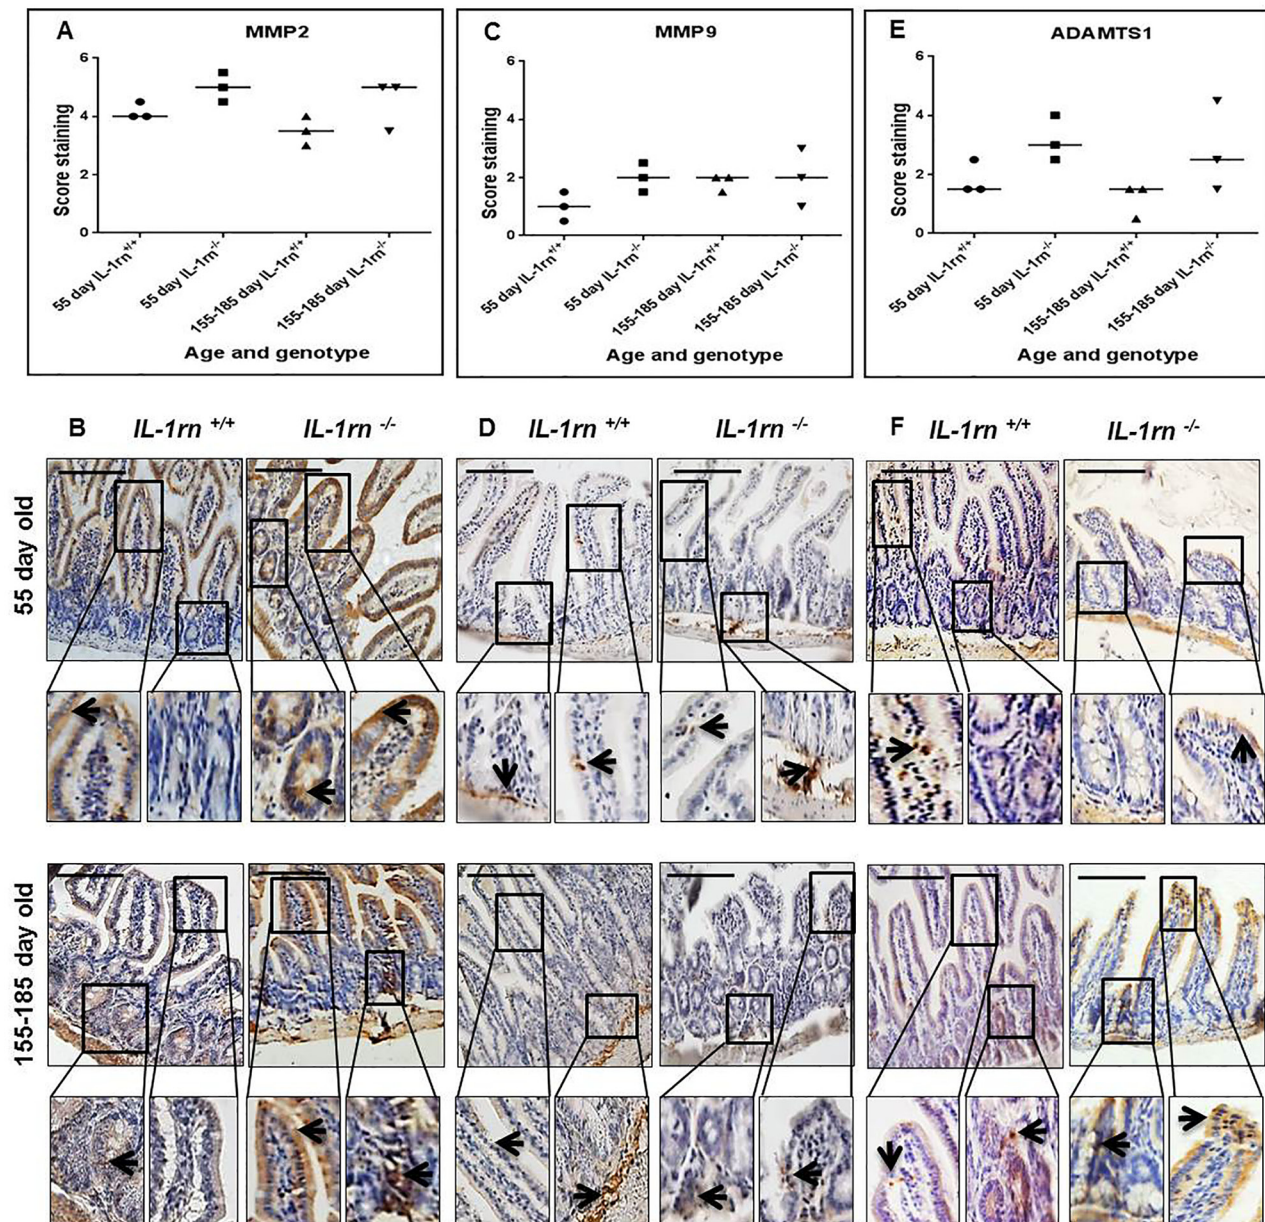 A MMP2
6
4
2
0
Score staining
55 day IL-1rn+/+
55 day IL-1rn-/-
155-185 day IL-1rn+/+
155-185 day IL-1rn-/-
Age and genotype
C MMP9
6
4
2
0
Score staining
55 day IL-1rn+/+
55 day IL-1rn-/-
155-185 day IL-1rn+/+
155-185 day IL-1rn-/-
Age and genotype
E ADAMTS1
6
4
2
0
Score staining
55 day IL-1rn+/+
55 day IL-1rn-/-
155-185 day IL-1rn+/+
155-185 day IL-1rn-/-
Age and genotype
B IL-1rn +/+ IL-1rn -/-
D IL-1rn +/+ IL-1rn -/-
F IL-1rn +/+ IL-1rn -/-
55 day old
155-185 day old